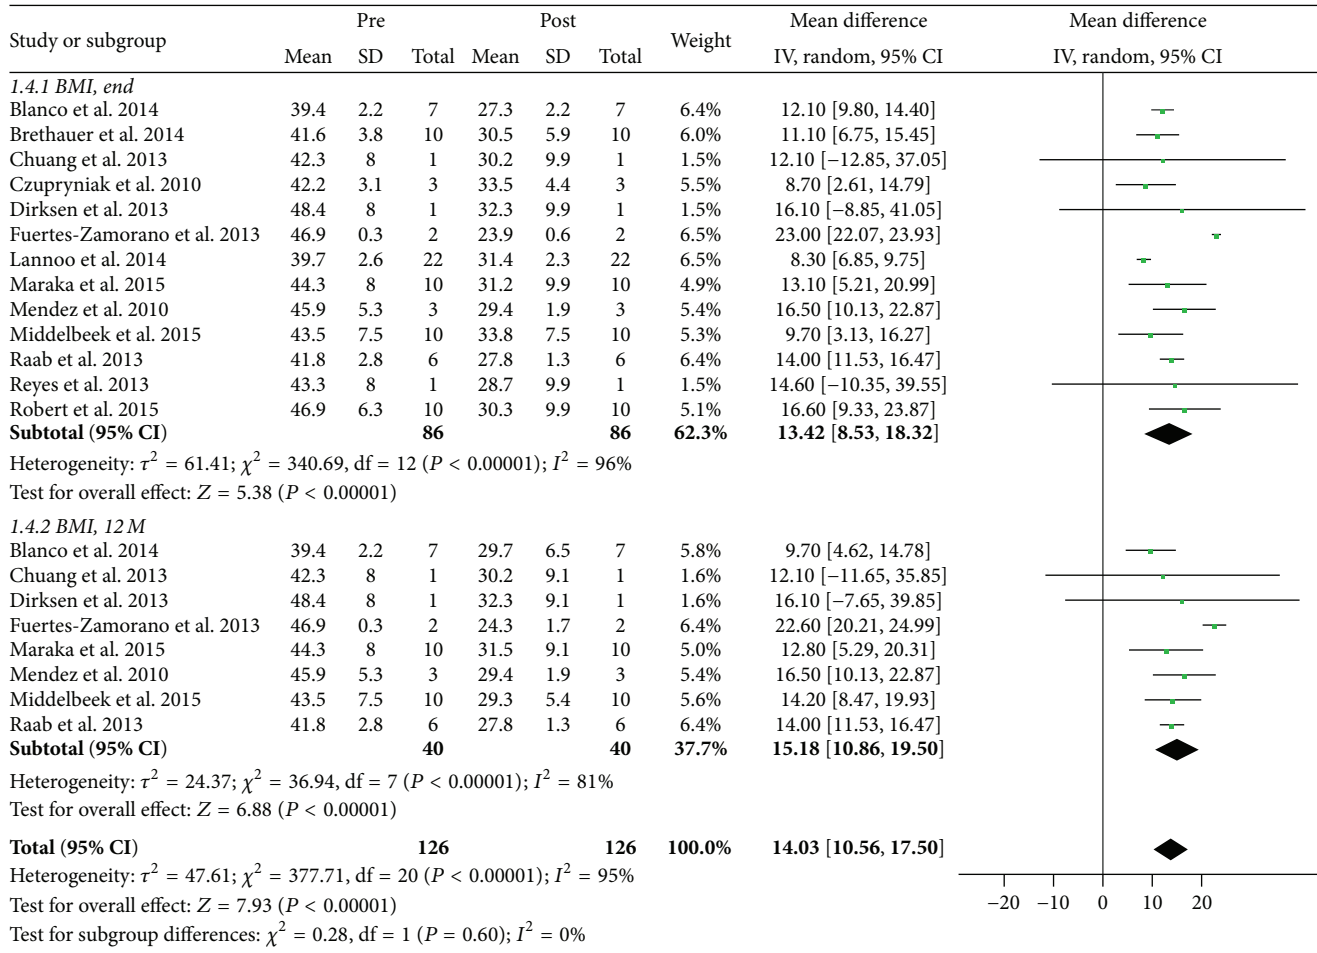 Study or subgroup Pre Post Weight Mean difference Mean difference
Mean SD Total Mean SD Total IV, random, 95% CI IV, random, 95% CI
1.4.1 BMI, end
Blanco et al. 2014 39.4 2.2 7 27.3 2.2 7 6.4% 12.10 [9.80, 14.40]
Brethauer et al. 2014 41.6 3.8 10 30.5 5.9 10 6.0% 11.10 [6.75, 15.45]
Chuang et al. 2013 42.3 8 1 30.2 9.9 1 1.5% 12.10 [−12.85, 37.05]
Czupryniak et al. 2010 42.2 3.1 3 33.5 4.4 3 5.5% 8.70 [2.61, 14.79]
Dirksen et al. 2013 48.4 8 1 32.3 9.9 1 1.5% 16.10 [−8.85, 41.05]
Fuertes-Zamorano et al. 2013 46.9 0.3 2 23.9 0.6 2 6.5% 23.00 [22.07, 23.93]
Lannoo et al. 2014 39.7 2.6 22 31.4 2.3 22 6.5% 8.30 [6.85, 9.75]
Maraka et al. 2015 44.3 8 10 31.2 9.9 10 4.9% 13.10 [5.21, 20.99]
Mendez et al. 2010 45.9 5.3 3 29.4 1.9 3 5.4% 16.50 [10.13, 22.87]
Middelbeek et al. 2015 43.5 7.5 10 33.8 7.5 10 5.3% 9.70 [3.13, 16.27]
Raab et al. 2013 41.8 2.8 6 27.8 1.3 6 6.4% 14.00 [11.53, 16.47]
Reyes et al. 2013 43.3 8 1 28.7 9.9 1 1.5% 14.60 [−10.35, 39.55]
Robert et al. 2015 46.9 6.3 10 30.3 9.9 10 5.1% 16.60 [9.33, 23.87]
Subtotal (95% CI) 86 86 62.3% 13.42 [8.53, 18.32]
Heterogeneity: τ² = 61.41; χ² = 340.69, df = 12 (P < 0.00001); I² = 96%
Test for overall effect: Z = 5.38 (P < 0.00001)
1.4.2 BMI, 12 M
Blanco et al. 2014 39.4 2.2 7 29.7 6.5 7 5.8% 9.70 [4.62, 14.78]
Chuang et al. 2013 42.3 8 1 30.2 9.1 1 1.6% 12.10 [−11.65, 35.85]
Dirksen et al. 2013 48.4 8 1 32.3 9.1 1 1.6% 16.10 [−7.65, 39.85]
Fuertes-Zamorano et al. 2013 46.9 0.3 2 24.3 1.7 2 6.4% 22.60 [20.21, 24.99]
Maraka et al. 2015 44.3 8 10 31.5 9.1 10 5.0% 12.80 [5.29, 20.31]
Mendez et al. 2010 45.9 5.3 3 29.4 1.9 3 5.4% 16.50 [10.13, 22.87]
Middelbeek et al. 2015 43.5 7.5 10 29.3 5.4 10 5.6% 14.20 [8.47, 19.93]
Raab et al. 2013 41.8 2.8 6 27.8 1.3 6 6.4% 14.00 [11.53, 16.47]
Subtotal (95% CI) 40 40 37.7% 15.18 [10.86, 19.50]
Heterogeneity: τ² = 24.37; χ² = 36.94, df = 7 (P < 0.00001); I² = 81%
Test for overall effect: Z = 6.88 (P < 0.00001)
Total (95% CI) 126 126 100.0% 14.03 [10.56, 17.50]
Heterogeneity: τ² = 47.61; χ² = 377.71, df = 20 (P < 0.00001); I² = 95%
Test for overall effect: Z = 7.93 (P < 0.00001)
Test for subgroup differences: χ² = 0.28, df = 1 (P = 0.60); I² = 0%
−20 −10 0 10 20